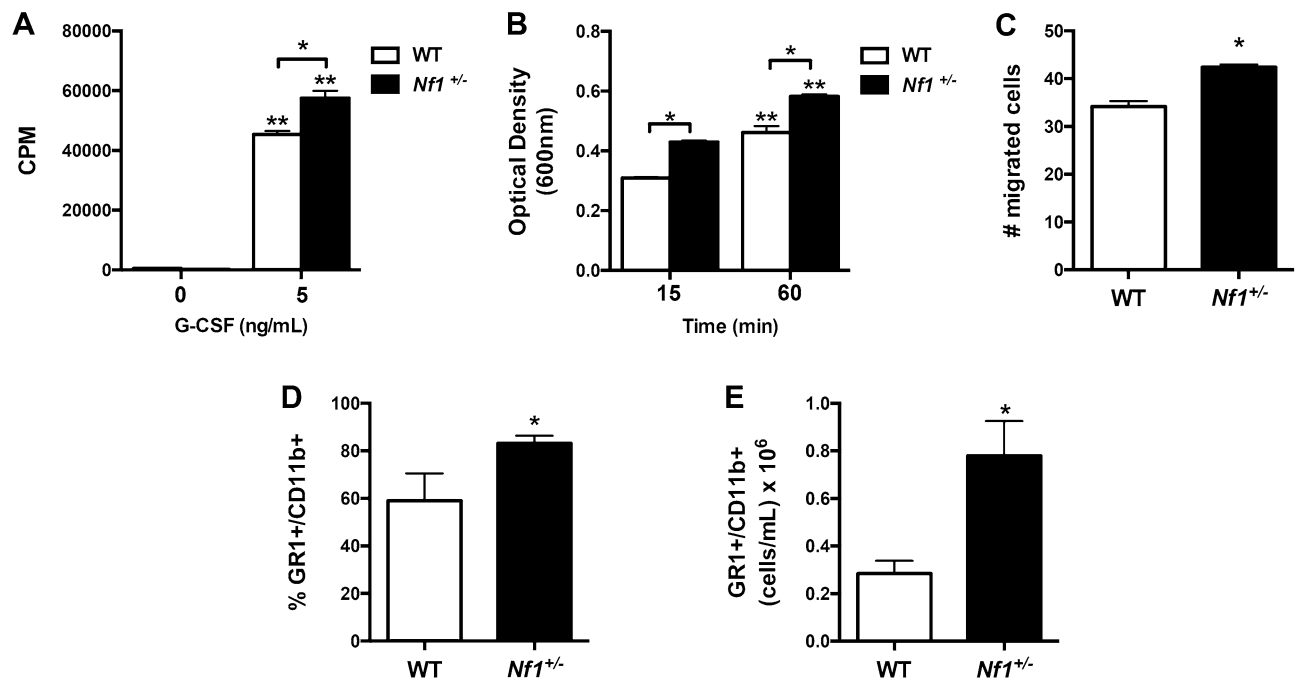 A
80000
60000
40000
20000
0
CPM
*
**
**
0
5
G-CSF (ng/mL)
WT
Nf1 +/-
B
0.8
0.6
0.4
0.2
0.0
Optical Density
(600nm)
*
*
**
**
15
60
Time (min)
WT
Nf1 +/-
C
50
40
30
20
10
0
# migrated cells
*
WT
Nf1+/-
D
100
80
60
40
20
0
% GR1+/CD11b+
*
WT
Nf1+/-
E
1.0
0.8
0.6
0.4
0.2
0.0
GR1+/CD11b+
(cells/mL) x 10⁶
*
WT
Nf1+/-